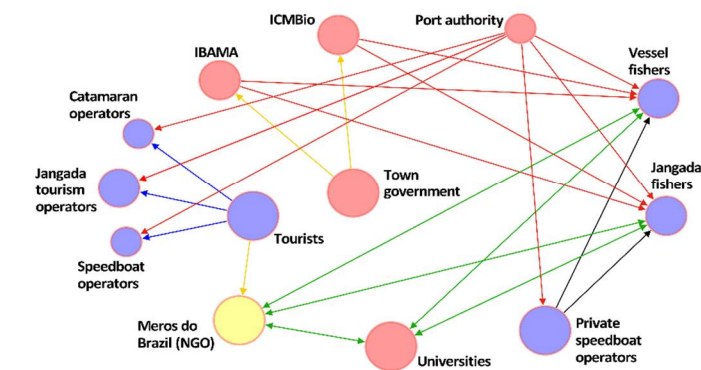 ICMBio
Port authority
IBAMA
Vessel
fishers
Catamaran
operators
Jangada
tourism
operators
Town
government
Jangada
fishers
Tourists
Speedboat
operators
Meros do
Brazil (NGO)
Universities
Private
speedboat
operators